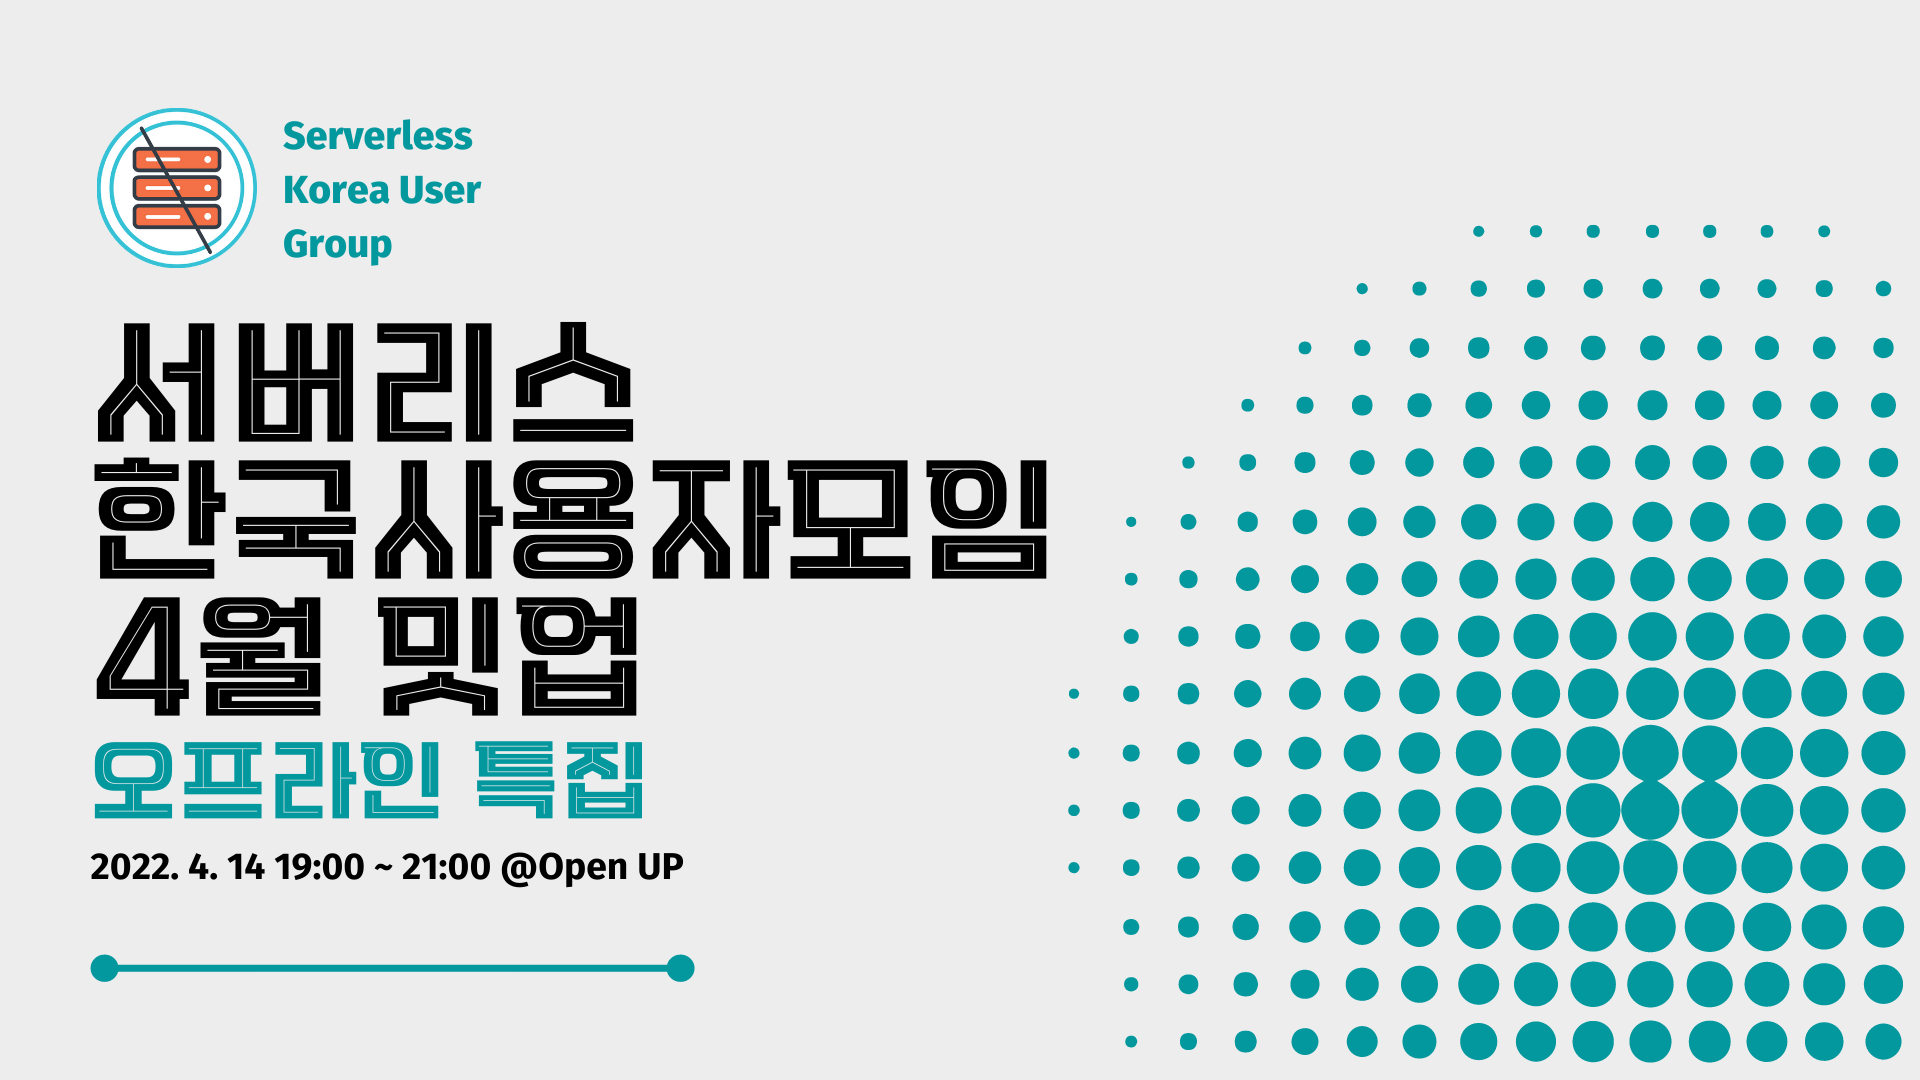 Serverless
Korea User
Group
서버리스
한국사용자모임
4월 밋업
오프라인 특집
2022. 4. 14 19:00 ~ 21:00 @Open UP